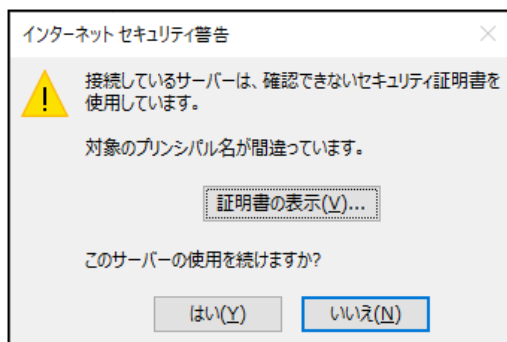 インターネット セキュリティ警告
接続しているサーバーは、確認できないセキュリティ証明書を
使用しています。
対象のプリンシパル名が間違っています。
証明書の表示(V)...
このサーバーの使用を続けますか?
はい(Y)
いいえ(N)